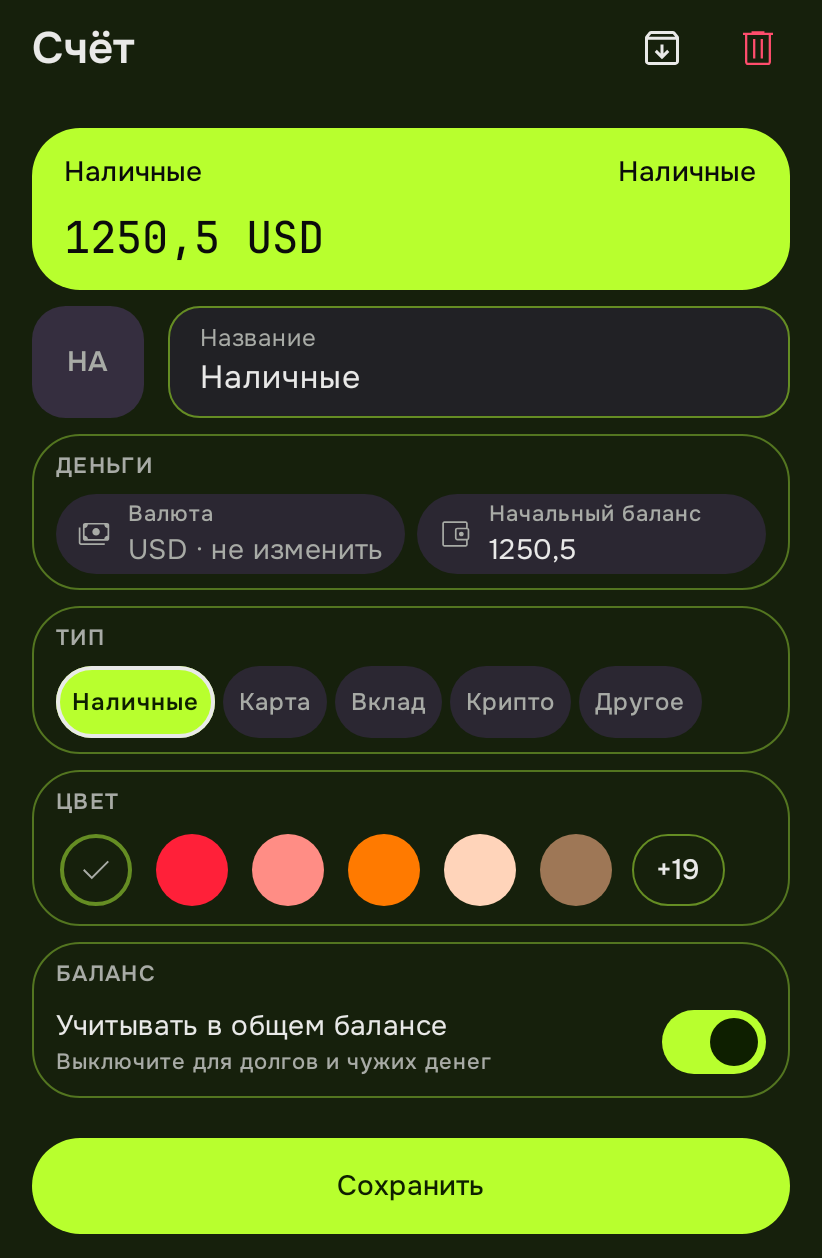 Счёт
Наличные Наличные
1250,5 USD
НА
Название
Наличные
ДЕНЬГИ
Валюта
USD · не изменить
Начальный баланс
1250,5
ТИП
Наличные Карта Вклад Крипто Другое
ЦВЕТ
+19
БАЛАНС
Учитывать в общем балансе
Выключите для долгов и чужих денег
Сохранить